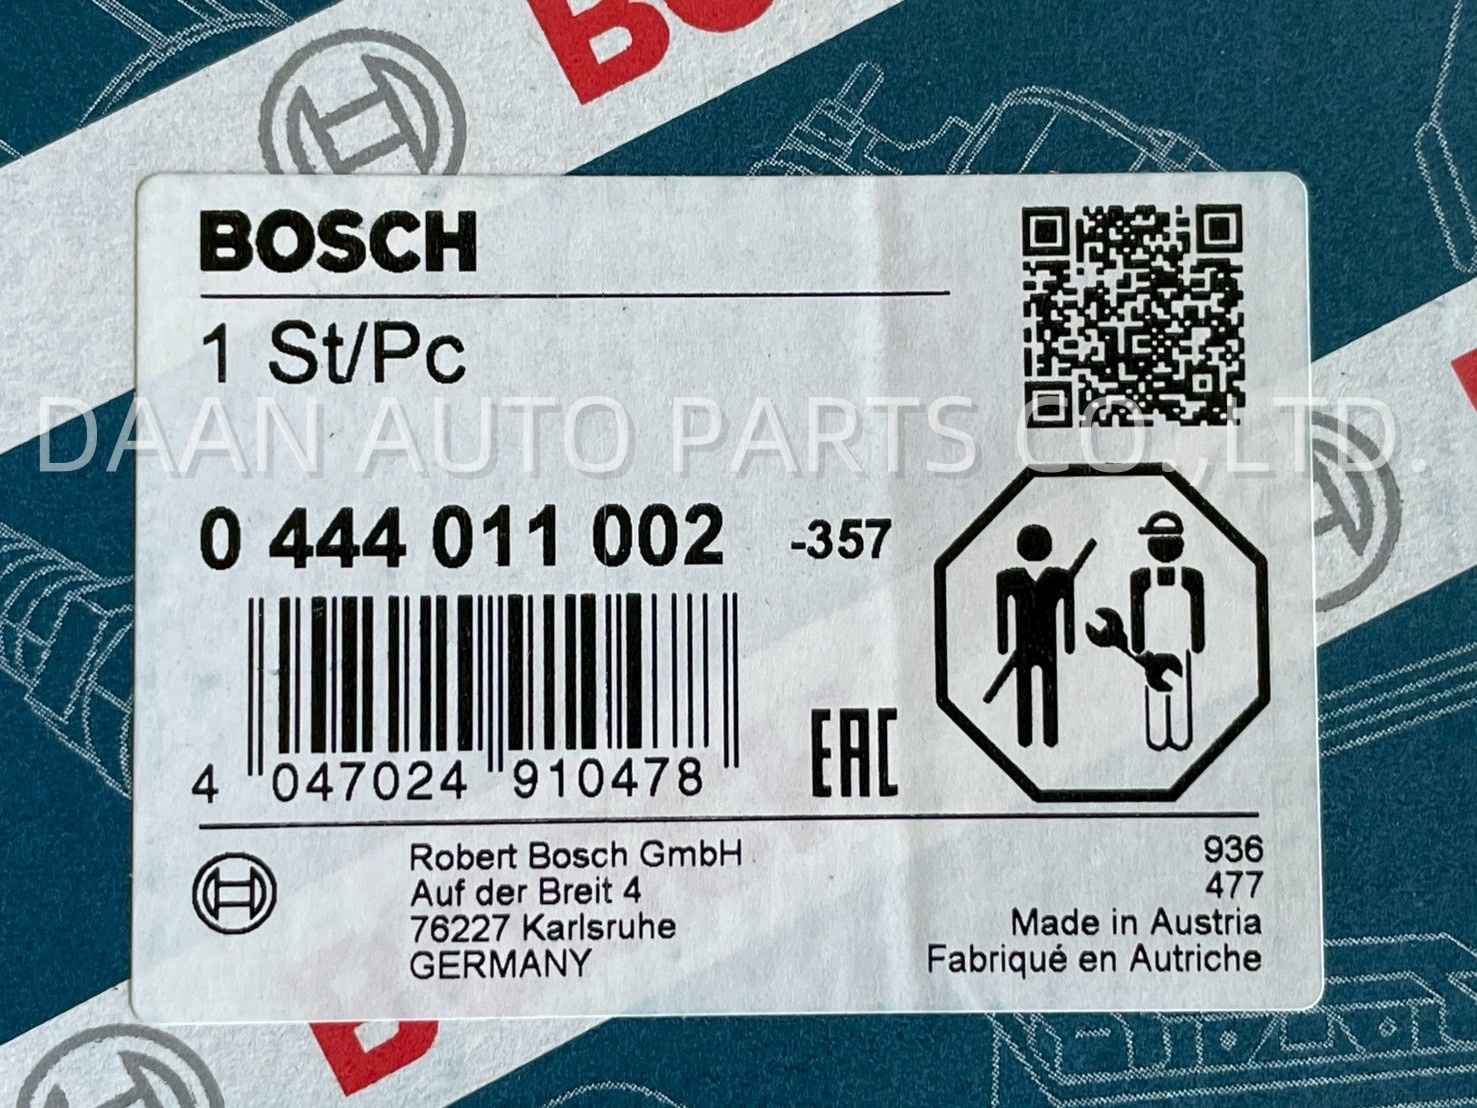 BO
BOSCH
1 St/Pc
DAAN AUTO PARTS CO.,LTD.
0 444 011 002 -357
4 047024 910478
EAC
Robert Bosch GmbH
Auf der Breit 4
76227 Karlsruhe
GERMANY
936
477
Made in Austria
Fabriqué en Autriche
B